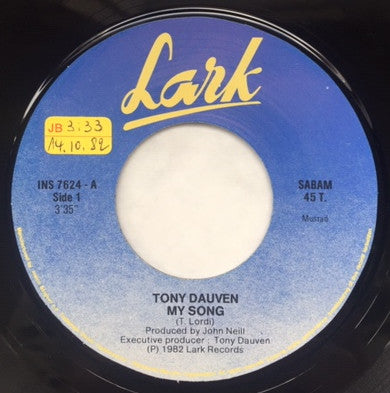 Lark
JB 3:33
14.10.82
INS 7624 - A
Side 1
3'35"
SABAM
45 T.
TONY DAUVEN
MY SONG
(T. Lordi)
Produced by John Neill
Executive producer : Tony Dauven
(P) 1982 Lark Records